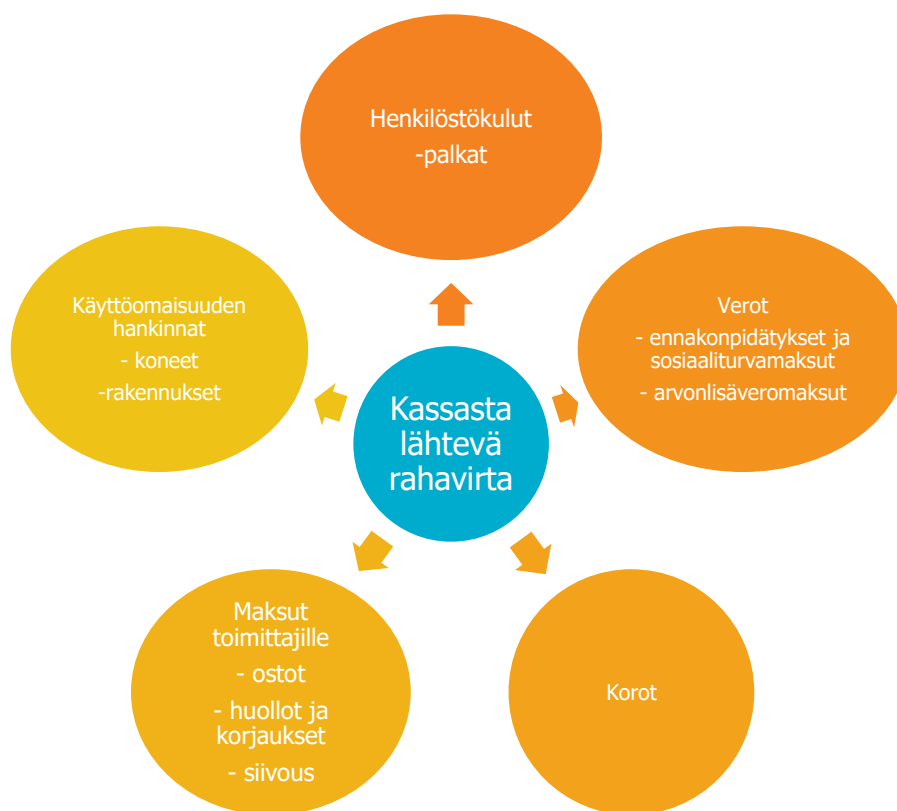 Henkilöstökulut
-palkat
Käyttöomaisuuden
hankinnat
- koneet
-rakennukset
Verot
- ennakonpidätykset ja
sosiaaliturvamaksut
- arvonlisäveromaksut
Kassasta
lähtevä
rahavirta
Maksut
toimittajille
- ostot
- huollot ja
korjaukset
- siivous
Korot